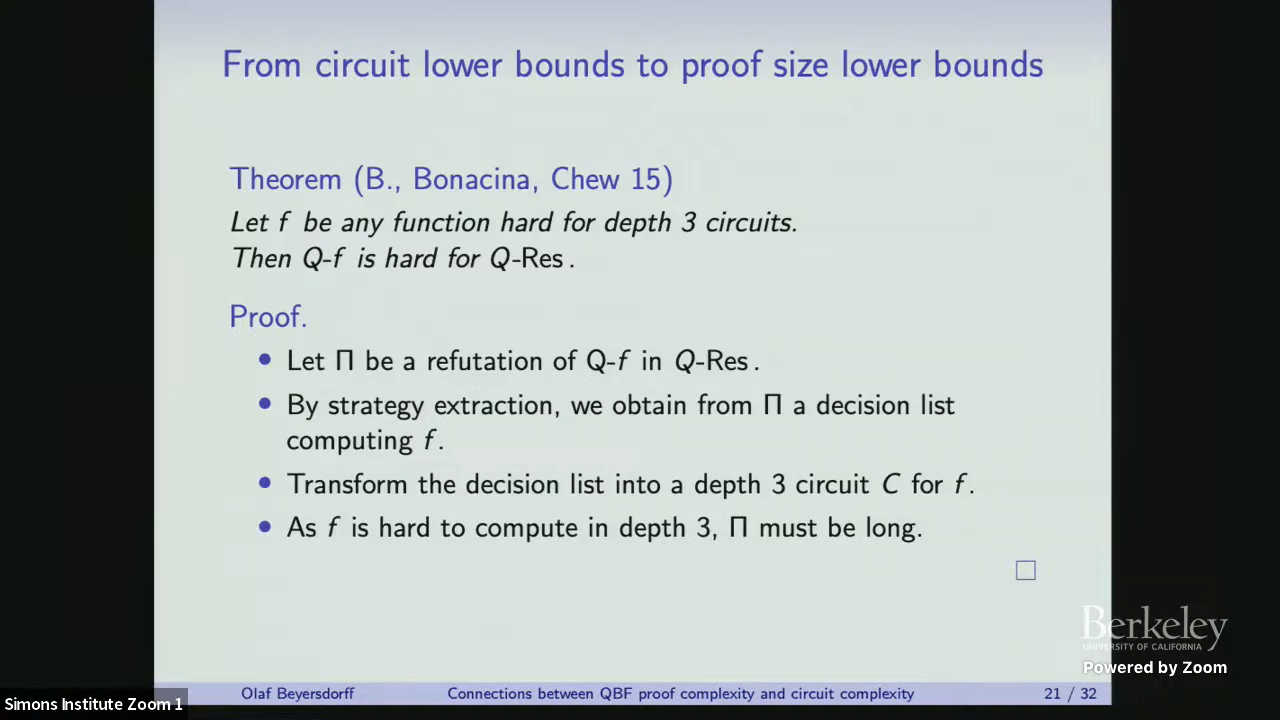 From circuit lower bounds to proof size lower bounds
Theorem (B., Bonacina, Chew 15)
Let f be any function hard for depth 3 circuits.
Then Q-f is hard for Q-Res.
Proof.
• Let Π be a refutation of Q-f in Q-Res.
• By strategy extraction, we obtain from Π a decision list
computing f.
• Transform the decision list into a depth 3 circuit C for f.
• As f is hard to compute in depth 3, Π must be long.
□
Berkeley
UNIVERSITY OF CALIFORNIA
Powered by Zoom
Olaf Beyersdorff Connections between QBF proof complexity and circuit complexity 21 / 32
Simons Institute Zoom 1